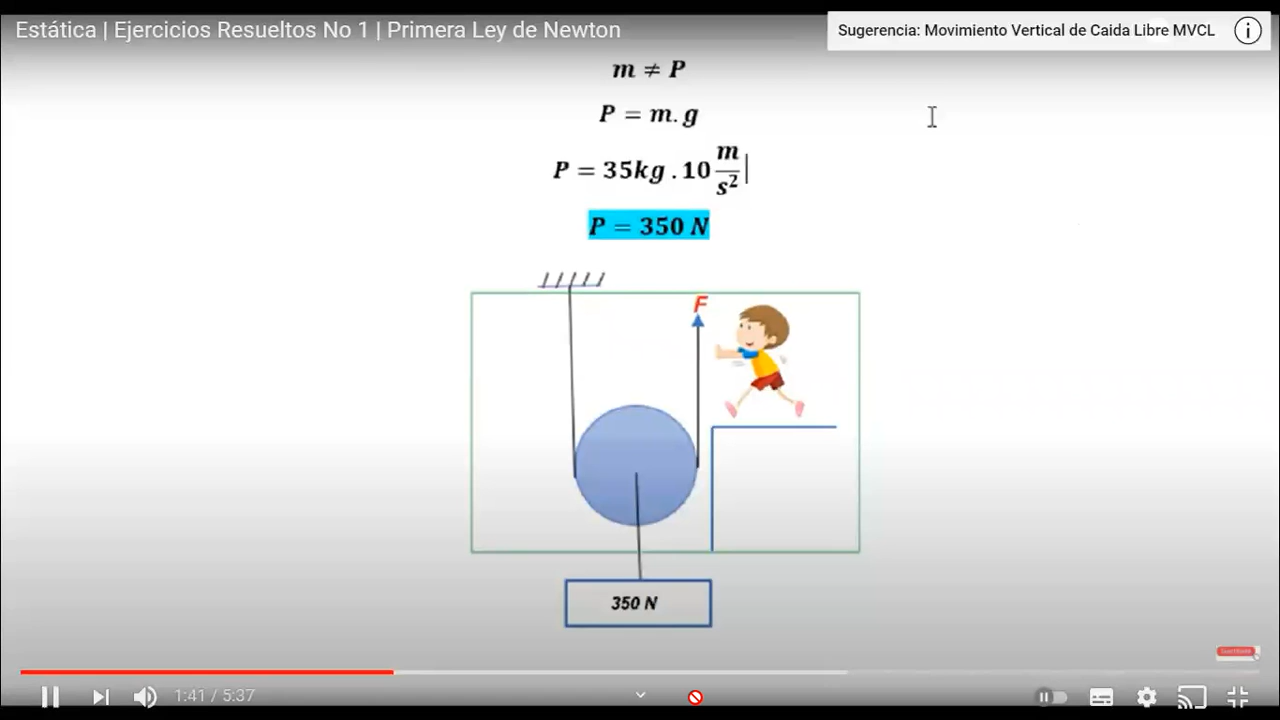 Estática | Ejercicios Resueltos No 1 | Primera Ley de Newton
Sugerencia: Movimiento Vertical de Caida Libre MVCL
m ≠ P
P = m. g
P = 35kg . 10 m/s²
P = 350 N
F
350 N
1:41 / 5:37